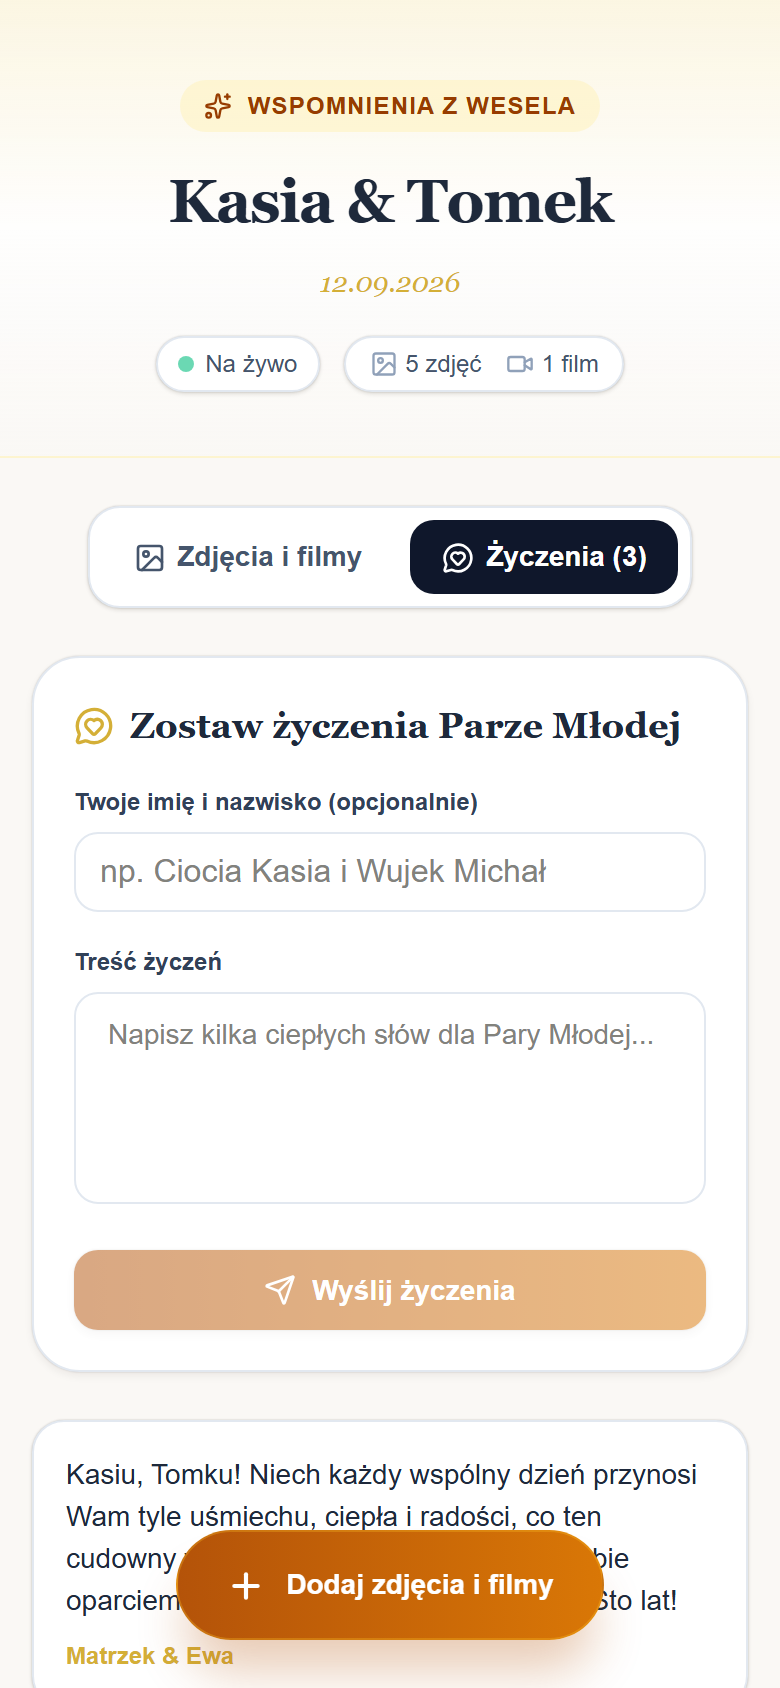 WSPOMNIENIA Z WESELA
Kasia & Tomek
12.09.2026
Na żywo
5 zdjęć
1 film
Zdjęcia i filmy
Życzenia (3)
Zostaw życzenia Parze Młodej
Twoje imię i nazwisko (opcjonalnie)
np. Ciocia Kasia i Wujek Michał
Treść życzeń
Napisz kilka ciepłych słów dla Pary Młodej...
Wyślij życzenia
Kasiu, Tomku! Niech każdy wspólny dzień przynosi
Wam tyle uśmiechu, ciepła i radości, co ten
cudowny
oparciem Sto lat!
Dodaj zdjęcia i filmy
Matrzek & Ewa